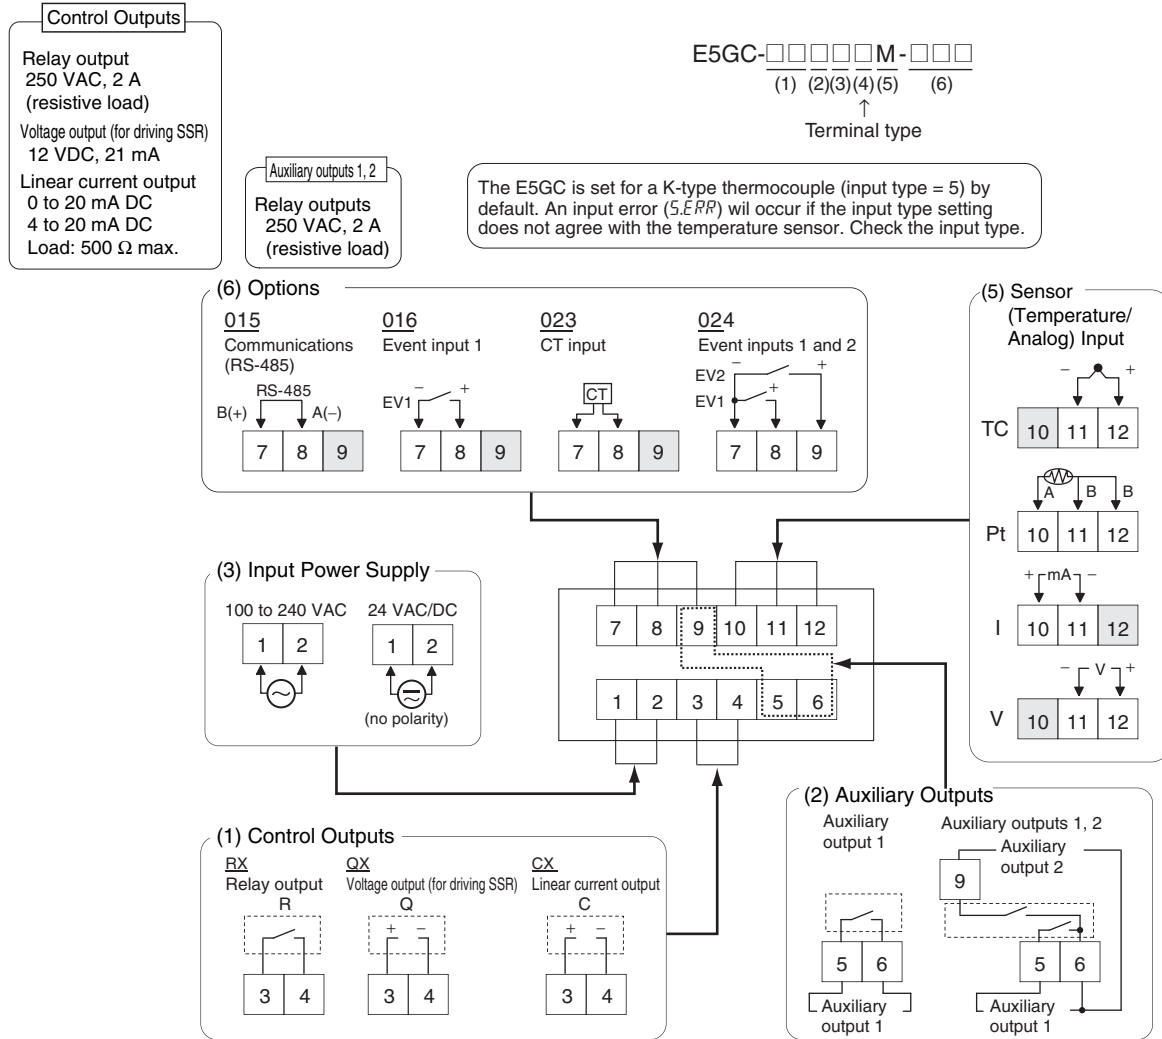 Control Outputs
Relay output
250 VAC, 2 A
(resistive load)
Voltage output (for driving SSR)
12 VDC, 21 mA
Linear current output
0 to 20 mA DC
4 to 20 mA DC
Load: 500 Ω max.
Auxiliary outputs 1, 2
Relay outputs
250 VAC, 2 A
(resistive load)
E5GC-□□□□□M-□□□
(1) (2)(3)(4)(5) (6)
↑
Terminal type
The E5GC is set for a K-type thermocouple (input type = 5) by
default. An input error (S.ERR) wil occur if the input type setting
does not agree with the temperature sensor. Check the input type.
(6) Options
015
Communications
(RS-485)
RS-485
B(+) A(−)
7 8 9
016
Event input 1
− +
EV1
7 8 9
023
CT input
CT
7 8 9
024
Event inputs 1 and 2
− +
EV2
EV1 +
7 8 9
(5) Sensor
(Temperature/
Analog) Input
− +
TC 10 11 12
A B B
Pt 10 11 12
+ mA −
I 10 11 12
− V +
V 10 11 12
(3) Input Power Supply
100 to 240 VAC
1 2
24 VAC/DC
1 2
(no polarity)
7 8 9 10 11 12
1 2 3 4 5 6
(1) Control Outputs
RX
Relay output
R
3 4
QX
Voltage output (for driving SSR)
Q
+ −
3 4
CX
Linear current output
C
+ −
3 4
(2) Auxiliary Outputs
Auxiliary
output 1
5 6
Auxiliary
output 1
Auxiliary outputs 1, 2
Auxiliary
output 2
9
5 6
Auxiliary
output 1